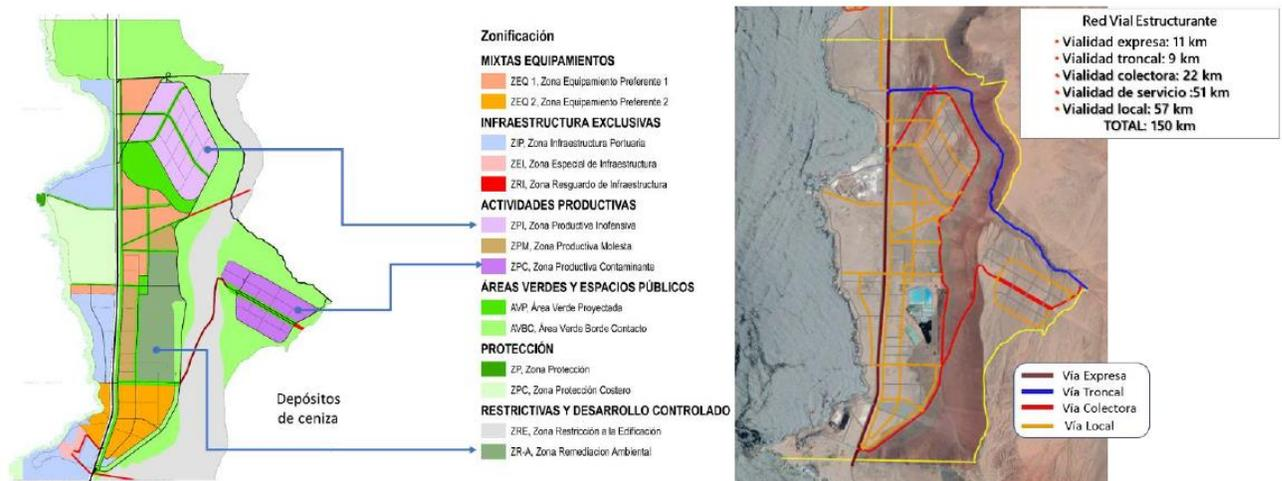 Zonificación
MIXTAS EQUIPAMIENTOS
ZEQ 1, Zona Equipamiento Preferente 1
ZEQ 2, Zona Equipamiento Preferente 2
INFRAESTRUCTURA EXCLUSIVAS
ZIP, Zona Infraestructura Portuaria
ZEI, Zona Especial de Infraestructura
ZRI, Zona Resguardo de Infraestructura
ACTIVIDADES PRODUCTIVAS
ZPI, Zona Productiva Inofensiva
ZPM, Zona Productiva Molesta
ZPC, Zona Productiva Contaminante
ÁREAS VERDES Y ESPACIOS PÚBLICOS
AVP, Área Verde Proyectada
AVBC, Área Verde Borde Contacto
PROTECCIÓN
ZP, Zona Protección
ZPC, Zona Protección Costero
RESTRICTIVAS Y DESARROLLO CONTROLADO
ZRE, Zona Restricción a la Edificación
ZR-A, Zona Remediacion Ambiental
Depósitos
de ceniza
Red Vial Estructurante
• Vialidad expresa: 11 km
• Vialidad troncal: 9 km
• Vialidad colectora: 22 km
• Vialidad de servicio :51 km
• Vialidad local: 57 km
TOTAL: 150 km
Vía Expresa
Vía Troncal
Vía Colectora
Vía Local